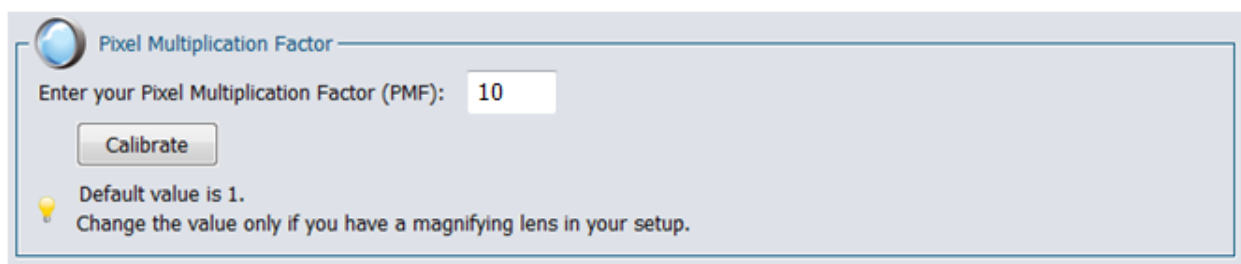 Pixel Multiplication Factor
Enter your Pixel Multiplication Factor (PMF): 10
Calibrate
Default value is 1.
Change the value only if you have a magnifying lens in your setup.